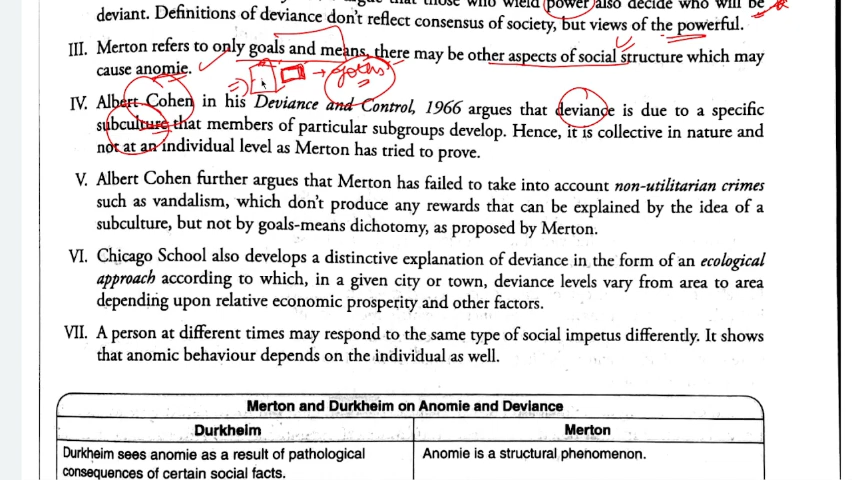 deviant. Definitions of deviance don't reflect consensus of society, but views of the powerful.
III. Merton refers to only goals and means, there may be other aspects of social structure which may
cause anomie.
goths
IV. Albert Cohen in his Deviance and Control, 1966 argues that deviance is due to a specific
subculture that members of particular subgroups develop. Hence, it is collective in nature and
not at an individual level as Merton has tried to prove.
V. Albert Cohen further argues that Merton has failed to take into account non-utilitarian crimes
such as vandalism, which don't produce any rewards that can be explained by the idea of a
subculture, but not by goals-means dichotomy, as proposed by Merton.
VI. Chicago School also develops a distinctive explanation of deviance in the form of an ecological
approach according to which, in a given city or town, deviance levels vary from area to area
depending upon relative economic prosperity and other factors.
VII. A person at different times may respond to the same type of social impetus differently. It shows
that anomic behaviour depends on the individual as well.
Merton and Durkheim on Anomie and Deviance
Durkheim Merton
Durkheim sees anomie as a result of pathological Anomie is a structural phenomenon.
consequences of certain social facts.